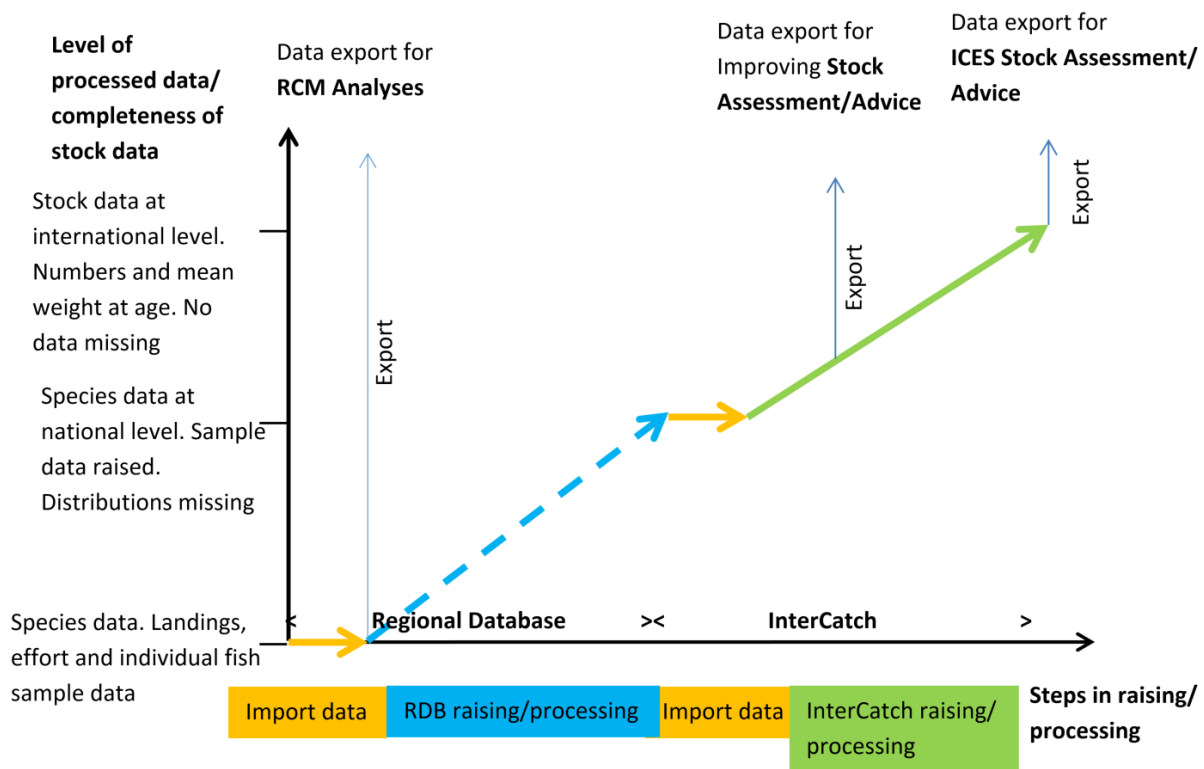 Level of
processed data/
completeness of
stock data
Data export for
RCM Analyses
Data export for
Improving Stock
Assessment/Advice
Data export for
ICES Stock Assessment/
Advice
Stock data at
international level.
Numbers and mean
weight at age. No
data missing
Export
Export
Export
Species data at
national level. Sample
data raised.
Distributions missing
Species data. Landings,
effort and individual fish
sample data
< Regional Database >< InterCatch >
Import data
RDB raising/processing
Import data
InterCatch raising/
processing
Steps in raising/
processing